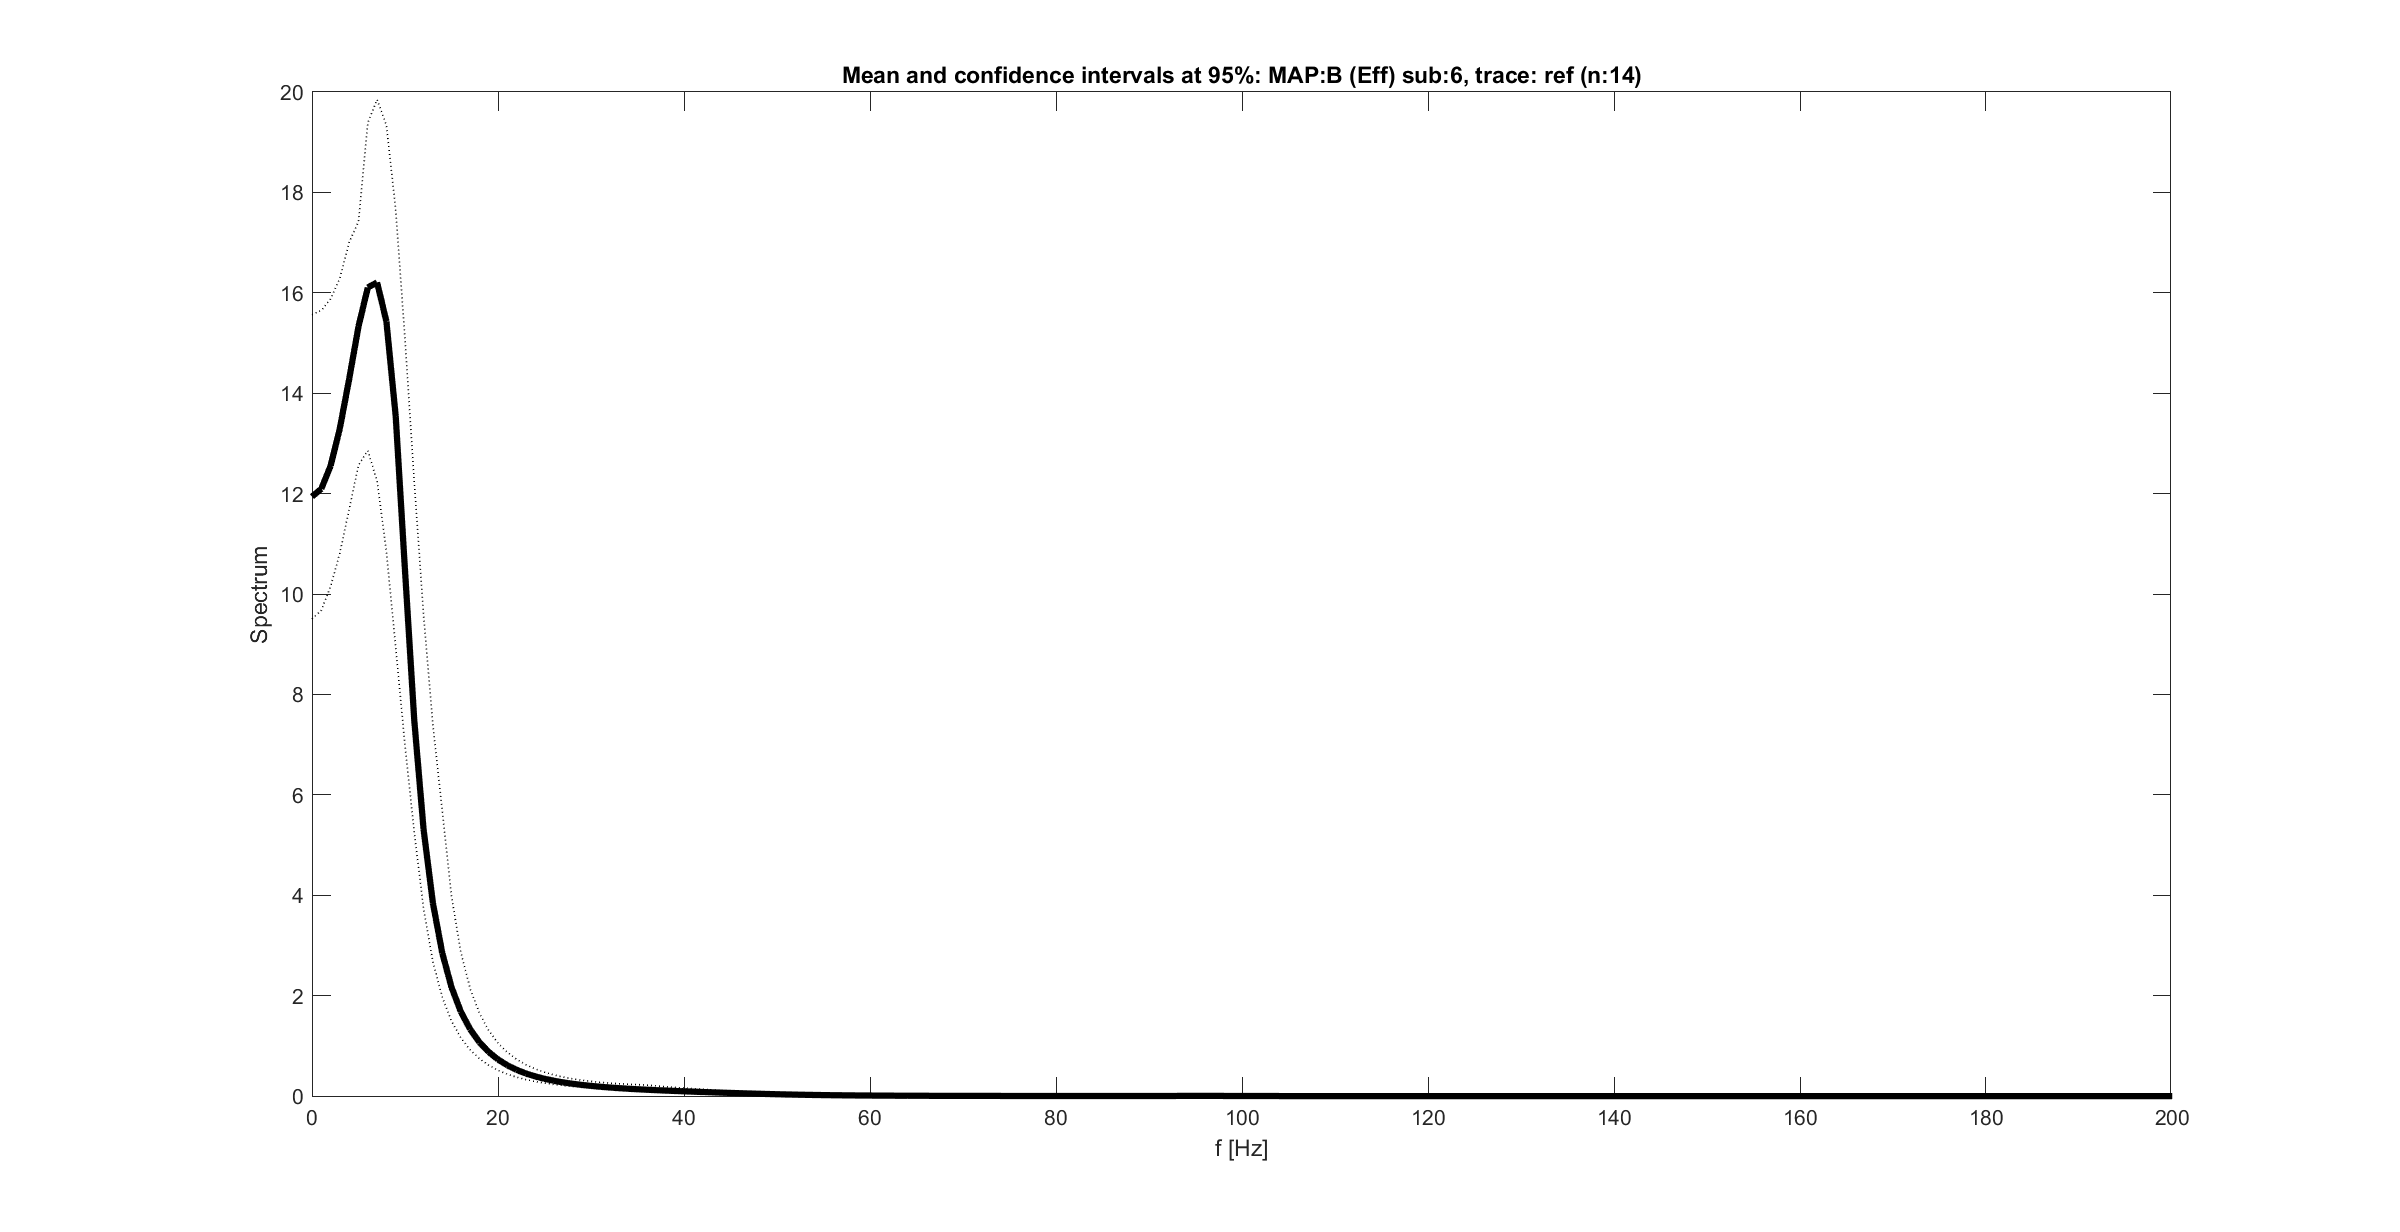 Mean and confidence intervals at 95%: MAP:B (Eff) sub:6, trace: ref (n:14)
20
18
16
14
12
10
8
6
4
2
0
Spectrum
0 20 40 60 80 100 120 140 160 180 200
f [Hz]